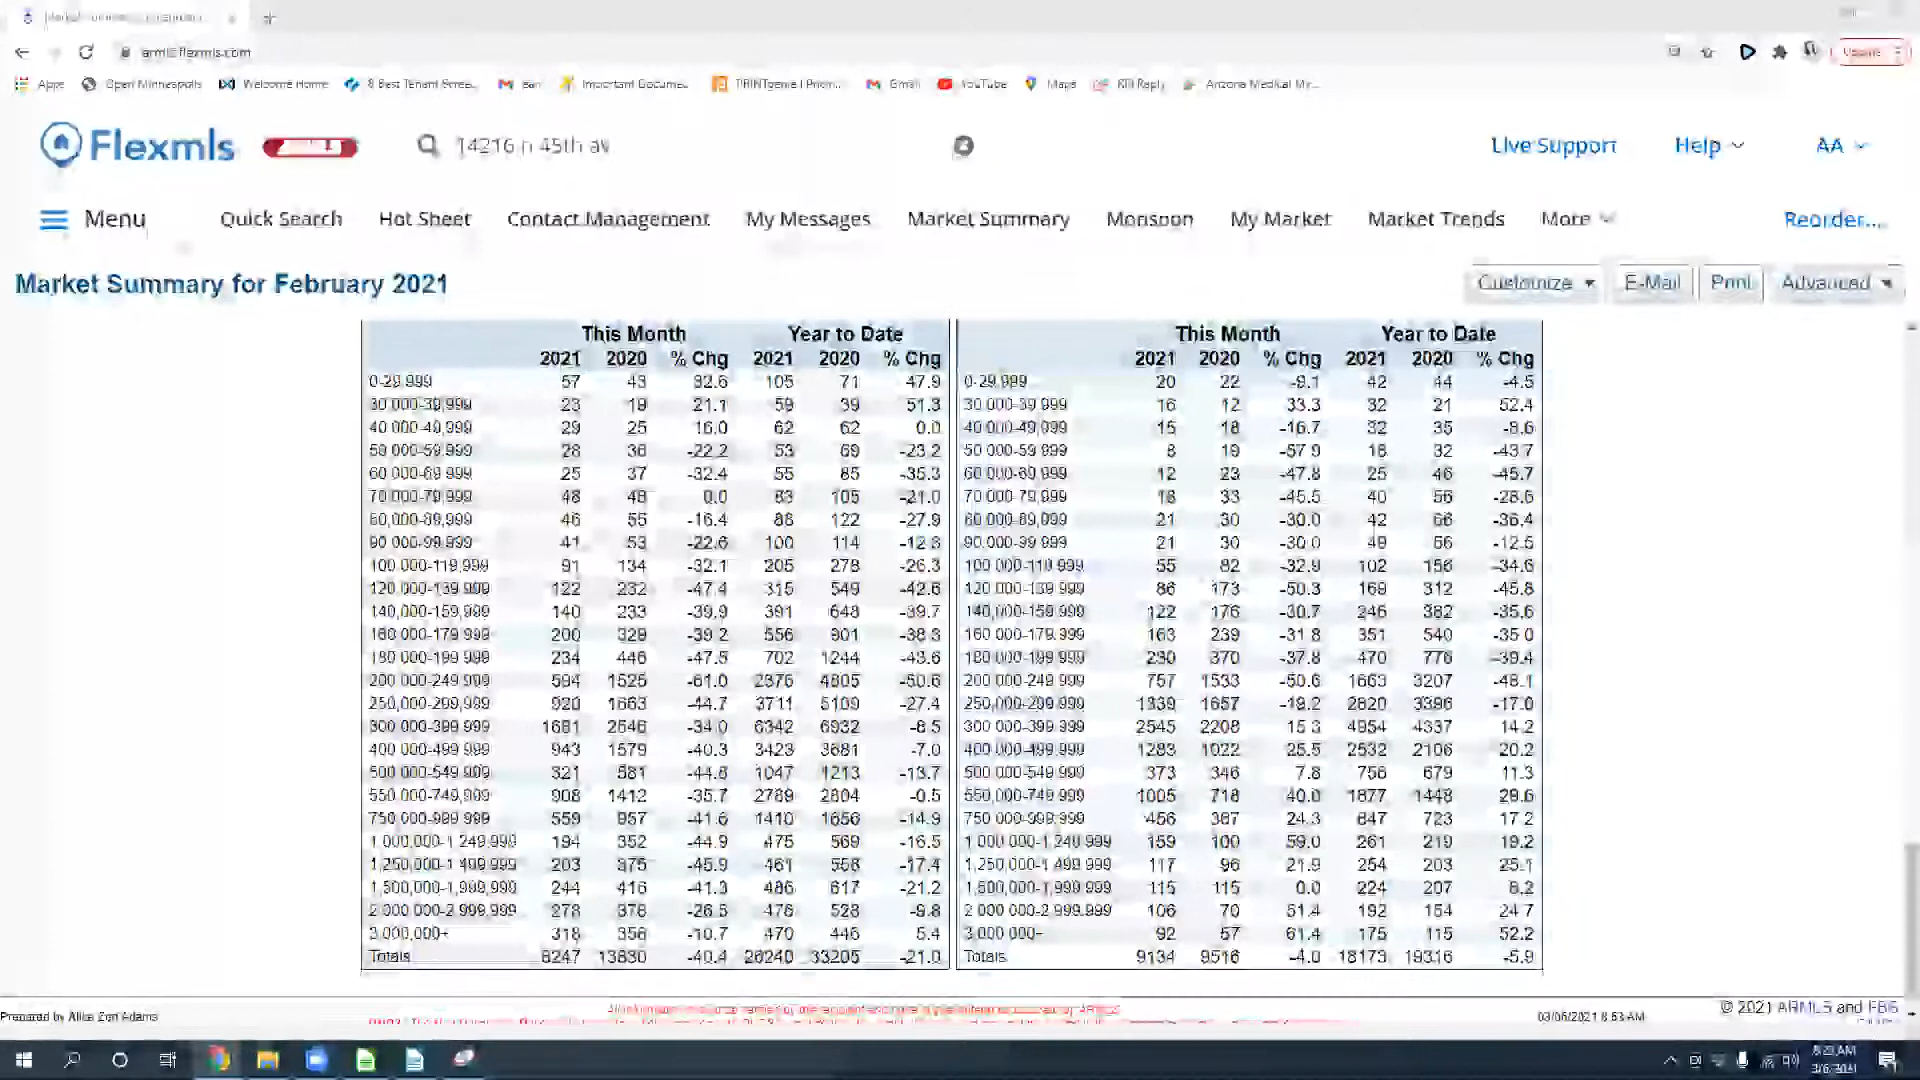 armls.flexmls.com
Apps Open Minneapolis Welcome Home 8 Best Tenant Scree... Important Docume... PRINTgenie | Prem... Gmail YouTube Maps KW Reply Arizona Medical My...
Flexmls 14216 n 45th av Live Support Help AA
Menu Quick Search Hot Sheet Contact Management My Messages Market Summary Monsoon My Market Market Trends More Reorder...
Market Summary for February 2021 Customize E-Mail Print Advanced
This Month Year to Date This Month Year to Date
2021 2020 % Chg 2021 2020 % Chg 2021 2020 % Chg 2021 2020 % Chg
0-29,999 57 43 32.6 105 71 47.9 0-29,999 20 22 -9.1 42 44 -4.5
30,000-39,999 23 19 21.1 59 39 51.3 30,000-39,999 16 12 33.3 32 21 52.4
40,000-49,999 29 25 16.0 62 62 0.0 40,000-49,999 15 18 -16.7 32 35 -8.6
50,000-59,999 28 36 -22.2 53 69 -23.2 50,000-59,999 8 19 -57.9 18 32 -43.7
60,000-69,999 25 37 -32.4 55 85 -35.3 60,000-69,999 12 23 -47.8 25 46 -45.7
70,000-79,999 48 48 0.0 83 105 -21.0 70,000-79,999 18 33 -45.5 40 56 -28.6
80,000-89,999 46 55 -16.4 88 122 -27.9 80,000-89,999 21 30 -30.0 42 66 -36.4
90,000-99,999 41 53 -22.6 100 114 -12.3 90,000-99,999 21 30 -30.0 49 56 -12.5
100,000-119,999 91 134 -32.1 205 278 -26.3 100,000-119,999 55 82 -32.9 102 156 -34.6
120,000-139,999 122 232 -47.4 315 549 -42.6 120,000-139,999 86 173 -50.3 169 312 -45.8
140,000-159,999 140 233 -39.9 391 648 -39.7 140,000-159,999 122 176 -30.7 246 382 -35.6
160,000-179,999 200 329 -39.2 556 901 -38.3 160,000-179,999 163 239 -31.8 351 540 -35.0
180,000-199,999 234 446 -47.5 702 1244 -43.6 180,000-199,999 230 370 -37.8 470 776 -39.4
200,000-249,999 594 1525 -61.0 2376 4805 -50.6 200,000-249,999 757 1533 -50.6 1663 3207 -48.1
250,000-299,999 920 1663 -44.7 3711 5109 -27.4 250,000-299,999 1339 1657 -19.2 2820 3396 -17.0
300,000-399,999 1681 2546 -34.0 6342 6932 -8.5 300,000-399,999 2545 2208 15.3 4954 4337 14.2
400,000-499,999 943 1579 -40.3 3423 3681 -7.0 400,000-499,999 1283 1022 25.5 2532 2106 20.2
500,000-549,999 321 581 -44.8 1047 1213 -13.7 500,000-549,999 373 346 7.8 756 679 11.3
550,000-749,999 908 1412 -35.7 2789 2804 -0.5 550,000-749,999 1005 718 40.0 1877 1448 29.6
750,000-999,999 559 957 -41.6 1410 1656 -14.9 750,000-999,999 456 367 24.3 847 723 17.2
1,000,000-1,249,999 194 352 -44.9 475 569 -16.5 1,000,000-1,249,999 159 100 59.0 261 219 19.2
1,250,000-1,499,999 203 375 -45.9 461 558 -17.4 1,250,000-1,499,999 117 96 21.9 254 203 25.1
1,500,000-1,999,999 244 416 -41.3 486 617 -21.2 1,500,000-1,999,999 115 115 0.0 224 207 8.2
2,000,000-2,999,999 278 378 -26.5 476 528 -9.8 2,000,000-2,999,999 106 70 51.4 192 154 24.7
3,000,000+ 318 356 -10.7 470 446 5.4 3,000,000+ 92 57 61.4 175 115 52.2
Totals 8247 13830 -40.4 26240 33205 -21.0 Totals 9134 9516 -4.0 18173 19316 -5.9
Prepared by Alice Zori Adams 03/06/2021 8:53 AM © 2021 ARMLS and FBS